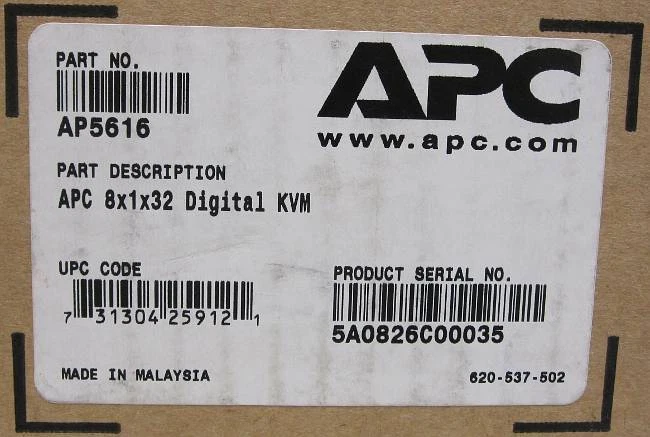 PART NO.
AP5616
APC
www.apc.com
PART DESCRIPTION
APC 8x1x32 Digital KVM
UPC CODE
7 31304 25912 1
PRODUCT SERIAL NO.
5A0826C00035
MADE IN MALAYSIA
620-537-502